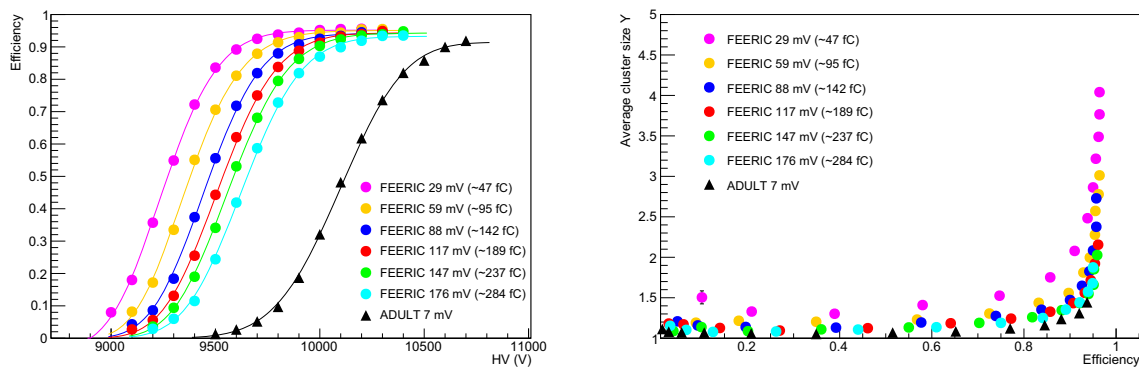 Efficiency
1
0.9
0.8
0.7
0.6
0.5
0.4
0.3
0.2
0.1
0
FEERIC 29 mV (~47 fC)
FEERIC 59 mV (~95 fC)
FEERIC 88 mV (~142 fC)
FEERIC 117 mV (~189 fC)
FEERIC 147 mV (~237 fC)
FEERIC 176 mV (~284 fC)
ADULT 7 mV
9000 9500 10000 10500 11000
HV (V)
Average cluster size Y
5
4.5
4
3.5
3
2.5
2
1.5
1
FEERIC 29 mV (~47 fC)
FEERIC 59 mV (~95 fC)
FEERIC 88 mV (~142 fC)
FEERIC 117 mV (~189 fC)
FEERIC 147 mV (~237 fC)
FEERIC 176 mV (~284 fC)
ADULT 7 mV
0.2 0.4 0.6 0.8 1
Efficiency